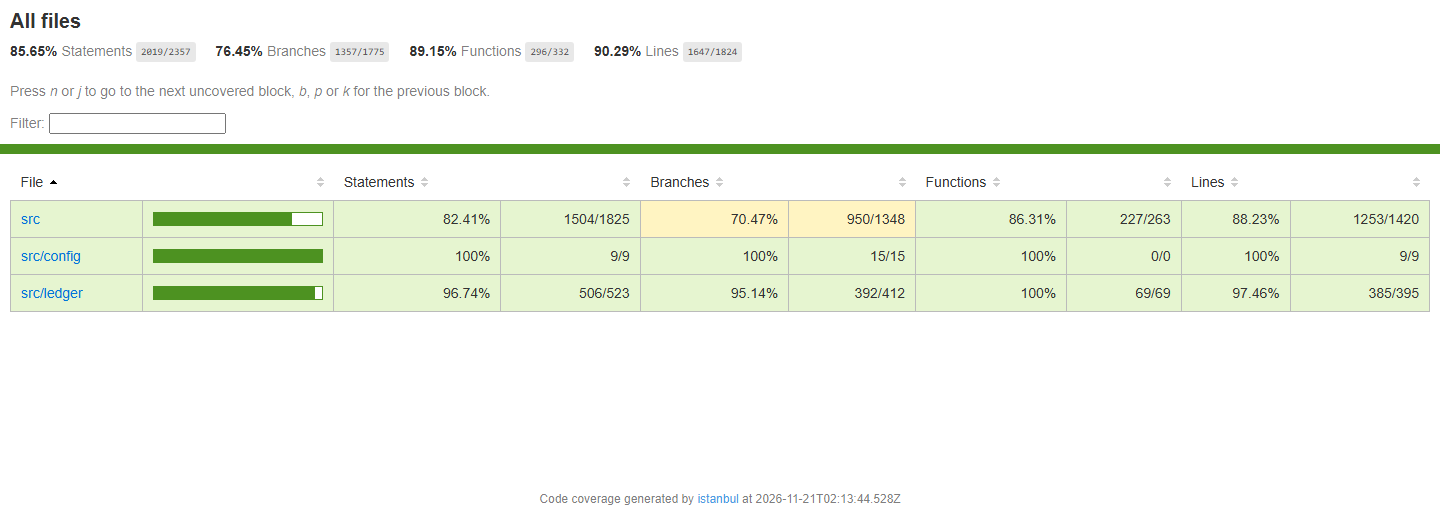 All files
85.65% Statements 2019/2357 76.45% Branches 1357/1775 89.15% Functions 296/332 90.29% Lines 1647/1824
Press n or j to go to the next uncovered block, b, p or k for the previous block.
Filter:
File Statements Branches Functions Lines
src 82.41% 1504/1825 70.47% 950/1348 86.31% 227/263 88.23% 1253/1420
src/config 100% 9/9 100% 15/15 100% 0/0 100% 9/9
src/ledger 96.74% 506/523 95.14% 392/412 100% 69/69 97.46% 385/395
Code coverage generated by istanbul at 2026-11-21T02:13:44.528Z